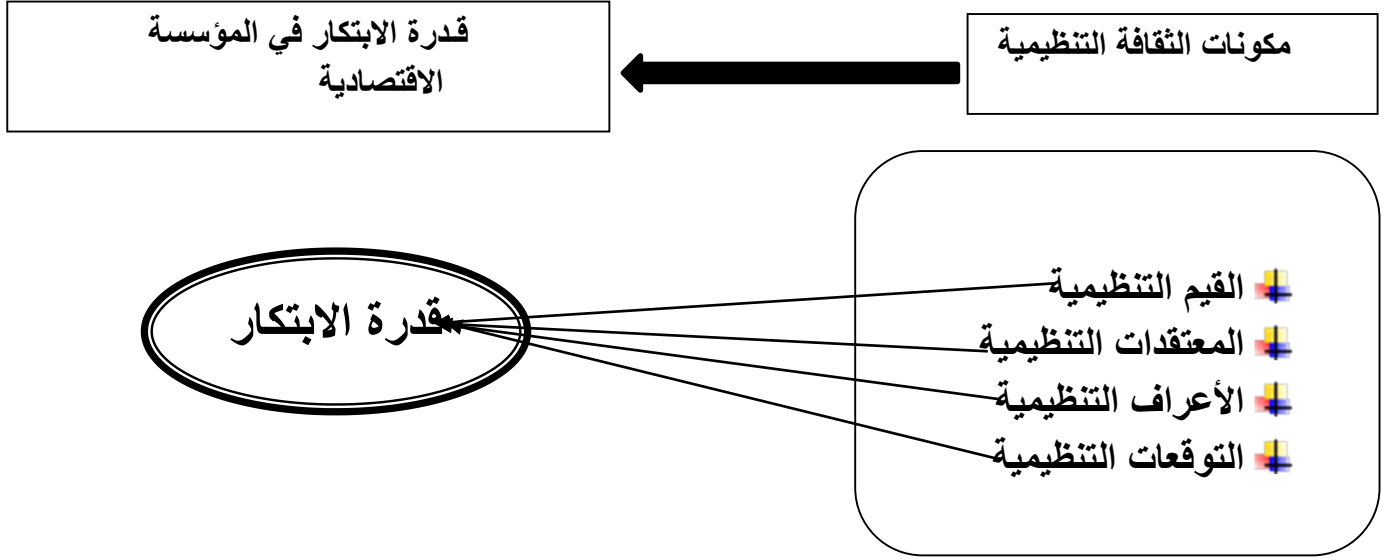 مكونات الثقافة التنظيمية
قدرة الابتكار في المؤسسة
الاقتصادية
القيم التنظيمية
المعتقدات التنظيمية
الأعراف التنظيمية
التوقعات التنظيمية
قدرة الابتكار